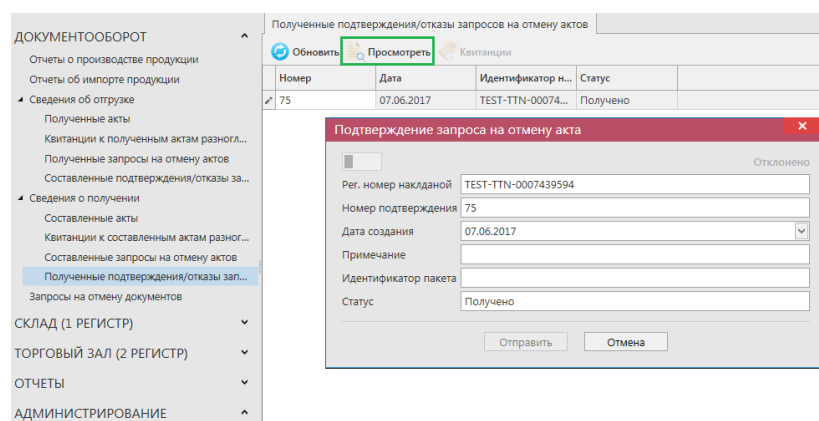 ДОКУМЕНТООБОРОТ
Отчеты о производстве продукции
Отчеты об импорте продукции
Сведения об отгрузке
Полученные акты
Квитанции к полученным актам разногл...
Полученные запросы на отмену актов
Составленные подтверждения/отказы за...
Сведения о получении
Составленные акты
Квитанции к составленным актам разног...
Составленные запросы на отмену актов
Полученные подтверждения/отказы зап...
Запросы на отмену документов
СКЛАД (1 РЕГИСТР)
ТОРГОВЫЙ ЗАЛ (2 РЕГИСТР)
ОТЧЕТЫ
АДМИНИСТРИРОВАНИЕ
Полученные подтверждения/отказы запросов на отмену актов
Обновить Просмотреть Квитанции
Номер Дата Идентификатор н... Статус
75 07.06.2017 TEST-TTN-00074... Получено
Подтверждение запроса на отмену акта
Отклонено
Рег. номер накладной TEST-TTN-0007439594
Номер подтверждения 75
Дата создания 07.06.2017
Примечание
Идентификатор пакета
Статус Получено
Отправить Отмена